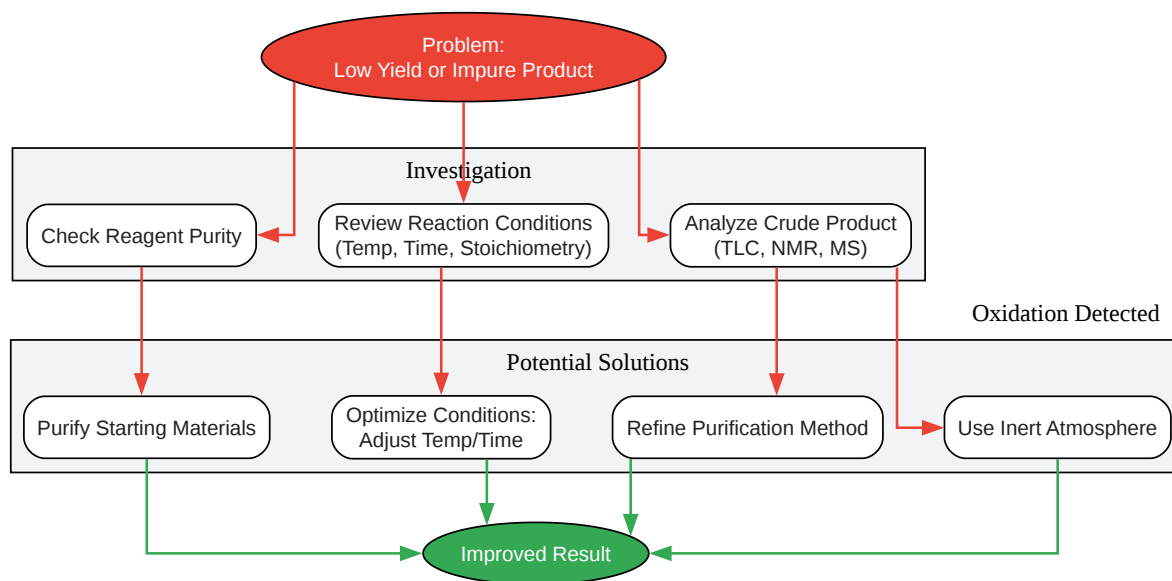 Problem:
Low Yield or Impure Product
Investigation
Check Reagent Purity
Review Reaction Conditions
(Temp, Time, Stoichiometry)
Analyze Crude Product
(TLC, NMR, MS)
Oxidation Detected
Potential Solutions
Purify Starting Materials
Optimize Conditions:
Adjust Temp/Time
Refine Purification Method
Use Inert Atmosphere
Improved Result